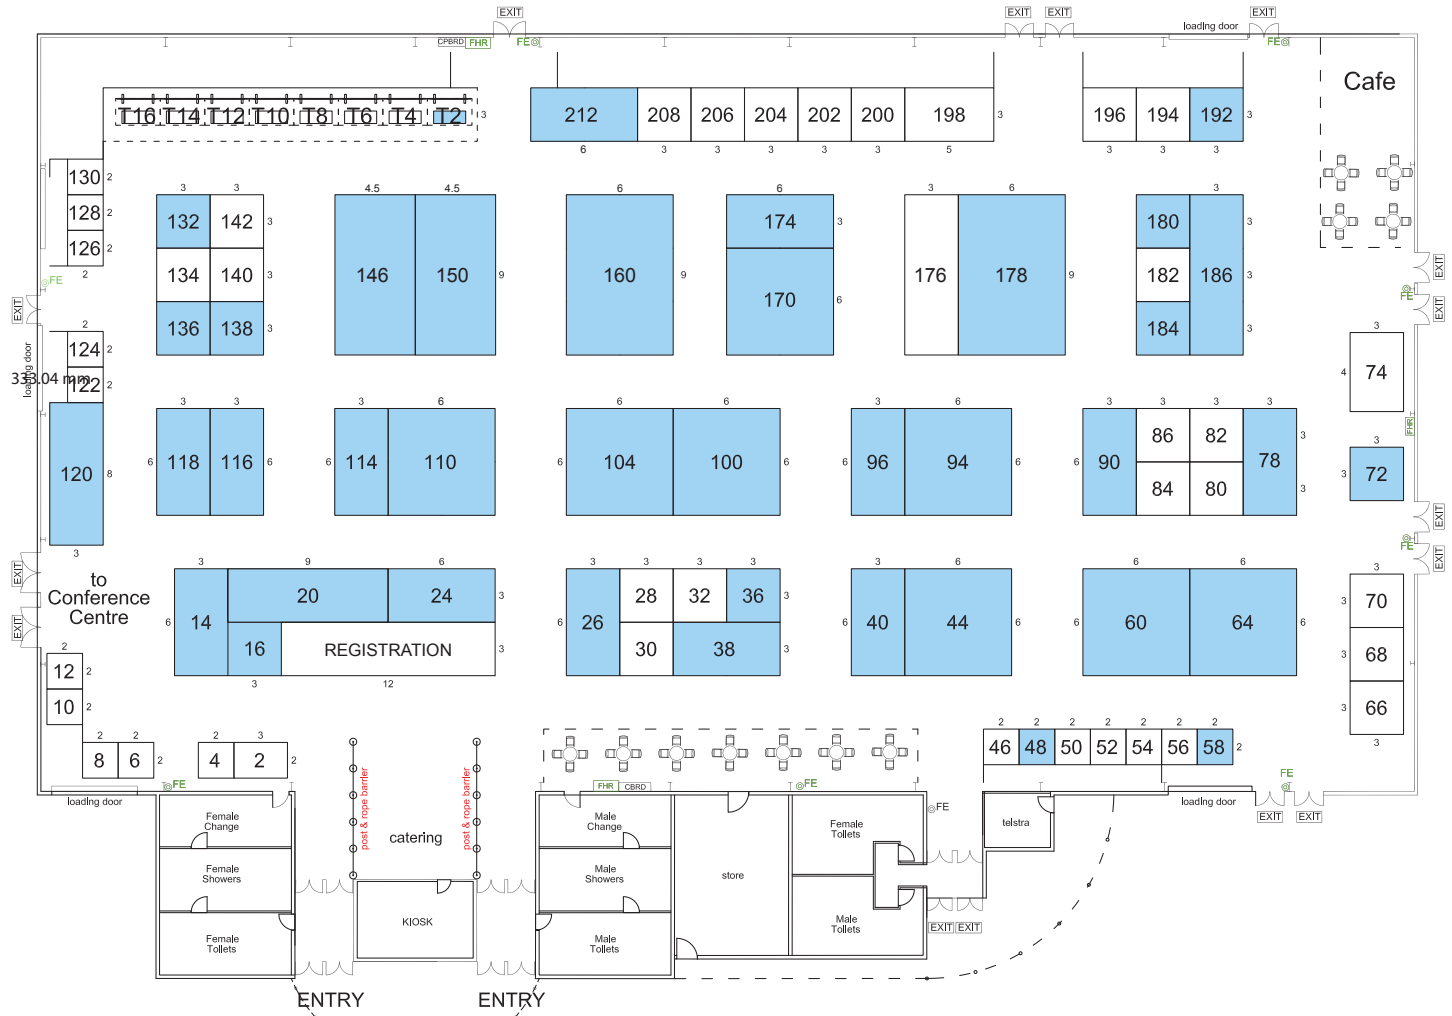 EXIT
EXIT
EXIT
loading door
EXIT
CPBRD
FHR
FE
FE
Cafe
T16
T14
T12
T10
T8
T6
T4
T2
3
212
208
206
204
202
200
198
3
196
194
192
3
6
3
3
3
3
3
5
3
3
3
130
2
128
2
126
2
2
FE
EXIT
3
3
132
142
3
134
140
3
136
138
3
4.5
4.5
146
150
9
6
160
9
6
174
3
170
6
3
6
176
178
9
3
180
182
186
3
184
3
3
EXIT
FE
EXIT
2
124
2
122
2
loading door
333.04 mm
120
8
3
3
3
6
118
116
6
3
6
6
114
110
6
6
104
100
6
3
6
6
96
94
6
3
3
3
3
6
90
86
82
84
80
78
3
3
3
4
74
FHR
3
3
72
EXIT
FE
EXIT
EXIT
EXIT
to
Conference
Centre
3
9
6
6
14
20
24
3
16
REGISTRATION
3
3
12
3
3
3
3
6
26
28
32
36
3
30
38
3
3
6
6
40
44
6
6
6
6
60
64
6
3
3
70
3
68
3
66
3
2
12
2
10
2
2
2
8
6
2
2
3
4
2
2
loading door
FE
post & rope barrier
post & rope barrier
catering
KIOSK
2
2
2
2
2
2
2
46
48
50
52
54
56
58
2
FHR
CBRD
FE
FE
FE
loading door
EXIT
EXIT
telstra
Female
Change
Female
Showers
Female
Toilets
Male
Change
Male
Showers
Male
Toilets
store
Female
Toilets
Male
Toilets
EXIT
EXIT
ENTRY
ENTRY